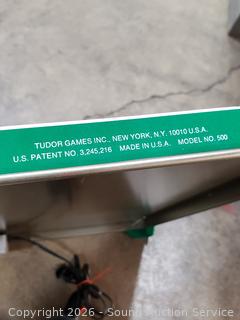 TUDOR GAMES INC., NEW YORK, N.Y. 10010 U.S.A.
U.S. PATENT NO. 3,245,216 MADE IN U.S.A. MODEL NO. 500
Copyright 2026 - Sound Auction Service